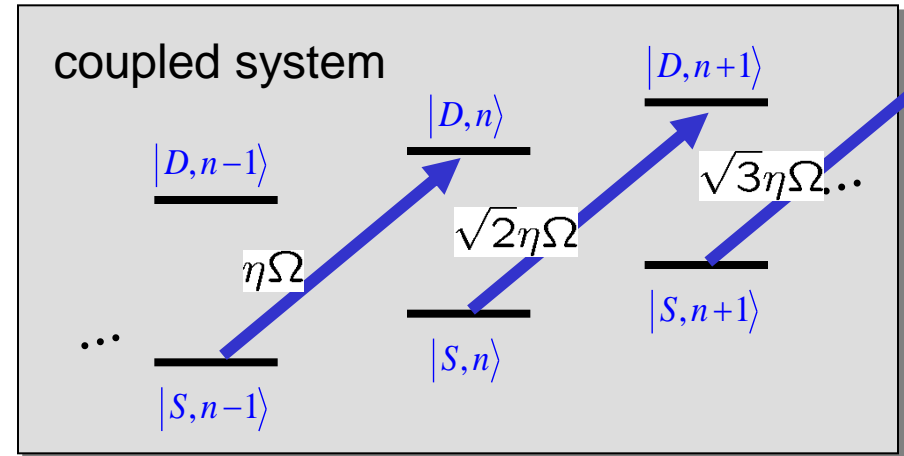 coupled system
|D,n+1⟩
|D,n⟩
|D,n−1⟩
√3ηΩ...
√2ηΩ
ηΩ
|S,n+1⟩
...
|S,n⟩
|S,n−1⟩